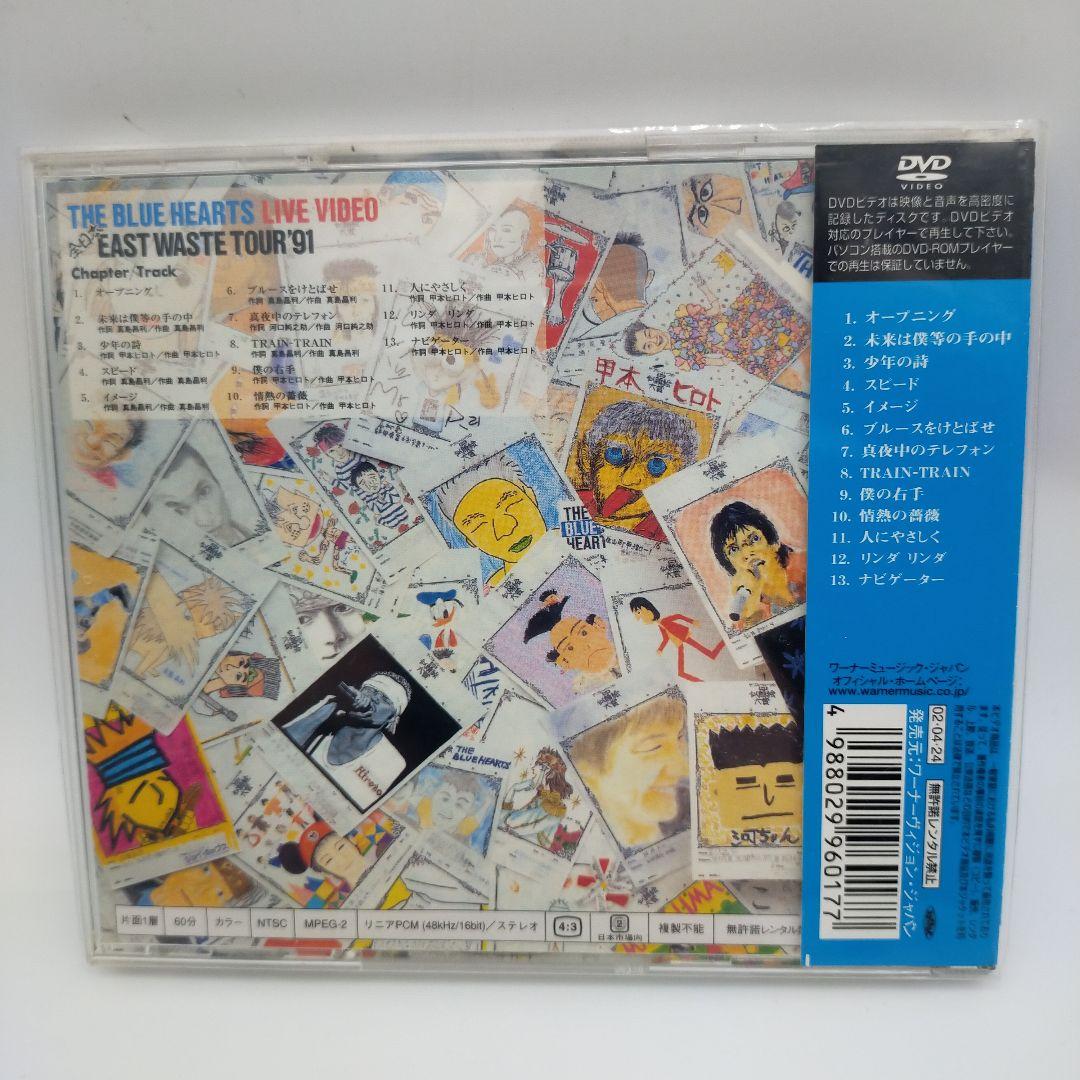 THE BLUE HEARTS LIVE VIDEO
全日本
EAST WASTE TOUR'91
Chapter/Track
1. オープニング
2. 未来は僕等の手の中
作詞 真島昌利/作曲 真島昌利
3. 少年の詩
作詞 甲本ヒロト/作曲 甲本ヒロト
4. スピード
作詞 真島昌利/作曲 真島昌利
5. イメージ
作詞 真島昌利/作曲 真島昌利
6. ブルースをけとばせ
作詞 真島昌利/作曲 真島昌利
7. 真夜中のテレフォン
作詞 河口純之助/作曲 河口純之助
8. TRAIN-TRAIN
作詞 真島昌利/作曲 真島昌利
9. 僕の右手
作詞 甲本ヒロト/作曲 甲本ヒロト
10. 情熱の薔薇
作詞 甲本ヒロト/作曲 甲本ヒロト
11. 人にやさしく
作詞 甲本ヒロト/作曲 甲本ヒロト
12. リンダ リンダ
作詞 甲本ヒロト/作曲 甲本ヒロト
13. ナビゲーター
作詞 真島昌利/作曲 真島昌利
甲本ヒロト
THE BLUE HEART
THE BLUE HEARTS
Hiroto
河ちゃん
片面1層
60分
カラー
NTSC
MPEG-2
リニアPCM (48kHz/16bit)/ステレオ
4:3
2
日本市場向
複製不能
無許諾レンタル
DVD
VIDEO
DVDビデオは映像と音声を高密度に
記録したディスクです。DVDビデオ
対応のプレイヤーで再生して下さい。
パソコン搭載のDVD-ROMプレイヤー
での再生は保証していません。
1. オープニング
2. 未来は僕等の手の中
3. 少年の詩
4. スピード
5. イメージ
6. ブルースをけとばせ
7. 真夜中のテレフォン
8. TRAIN-TRAIN
9. 僕の右手
10. 情熱の薔薇
11. 人にやさしく
12. リンダ リンダ
13. ナビゲーター
ワーナーミュージック・ジャパン
オフィシャル・ホームページ:
www.warnermusic.co.jp/
02・04・24
無許諾レンタル禁止
発売元:ワーナーヴィジョン・ジャパン
4 988029 960177